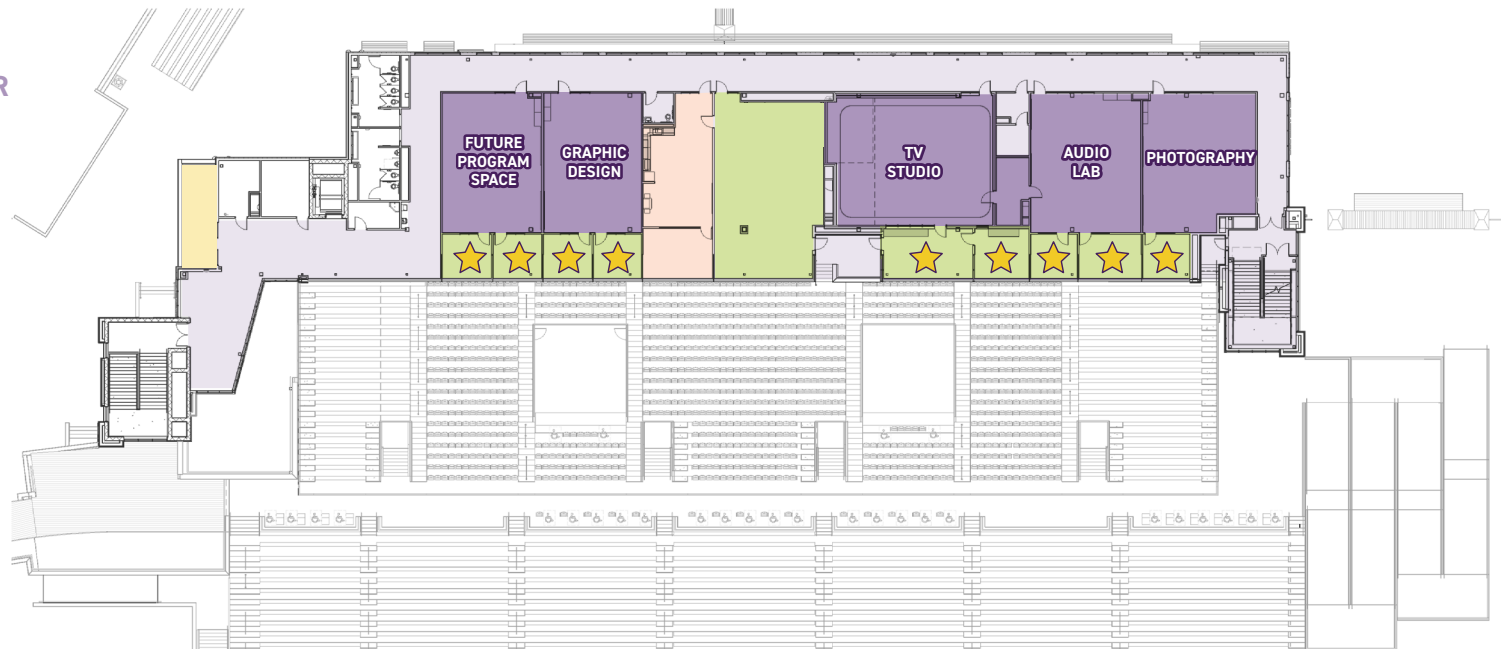 R
FUTURE
PROGRAM
SPACE
GRAPHIC
DESIGN
TV
STUDIO
AUDIO
LAB
PHOTOGRAPHY